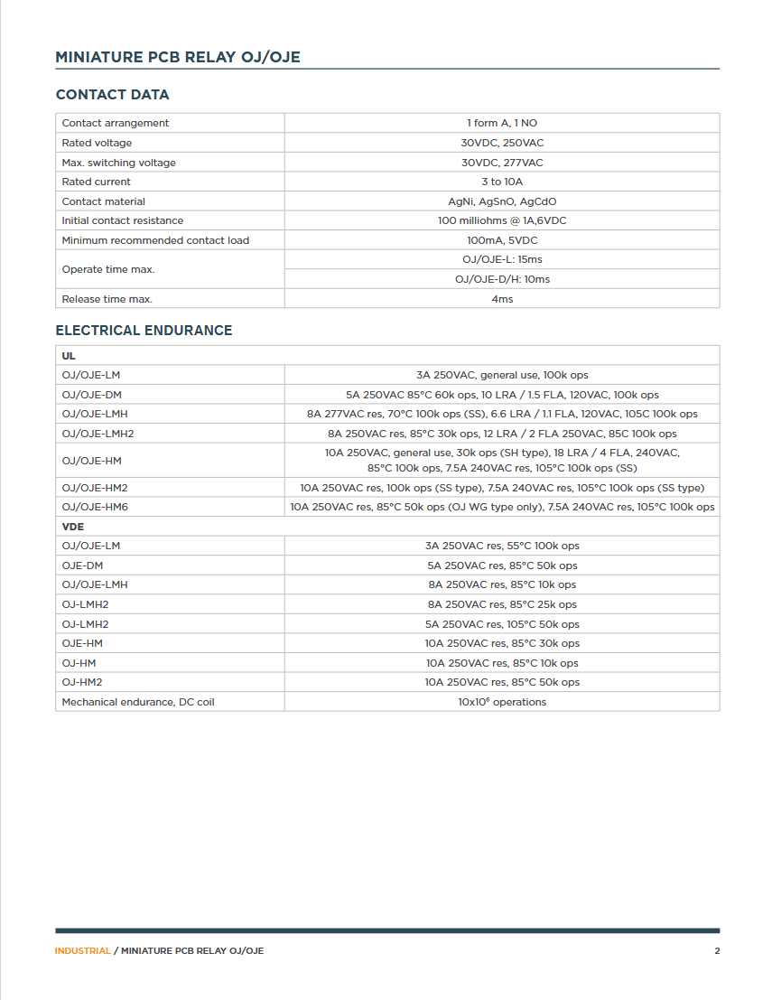 MINIATURE PCB RELAY OJ/OJE
CONTACT DATA
Contact arrangement 1 form A, 1 NO
Rated voltage 30VDC, 250VAC
Max. switching voltage 30VDC, 277VAC
Rated current 3 to 10A
Contact material AgNi, AgSnO, AgCdO
Initial contact resistance 100 milliohms @ 1A,6VDC
Minimum recommended contact load 100mA, 5VDC
Operate time max. OJ/OJE-L: 15ms
OJ/OJE-D/H: 10ms
Release time max. 4ms
ELECTRICAL ENDURANCE
UL
OJ/OJE-LM 3A 250VAC, general use, 100k ops
OJ/OJE-DM 5A 250VAC 85°C 60k ops, 10 LRA / 1.5 FLA, 120VAC, 100k ops
OJ/OJE-LMH 8A 277VAC res, 70°C 100k ops (SS), 6.6 LRA / 1.1 FLA, 120VAC, 105C 100k ops
OJ/OJE-LMH2 8A 250VAC res, 85°C 30k ops, 12 LRA / 2 FLA 250VAC, 85C 100k ops
OJ/OJE-HM 10A 250VAC, general use, 30k ops (SH type), 18 LRA / 4 FLA, 240VAC,
85°C 100k ops, 7.5A 240VAC res, 105°C 100k ops (SS)
OJ/OJE-HM2 10A 250VAC res, 100k ops (SS type), 7.5A 240VAC res, 105°C 100k ops (SS type)
OJ/OJE-HM6 10A 250VAC res, 85°C 50k ops (OJ WG type only), 7.5A 240VAC res, 105°C 100k ops
VDE
OJ/OJE-LM 3A 250VAC res, 55°C 100k ops
OJE-DM 5A 250VAC res, 85°C 50k ops
OJ/OJE-LMH 8A 250VAC res, 85°C 10k ops
OJ-LMH2 8A 250VAC res, 85°C 25k ops
OJ-LMH2 5A 250VAC res, 105°C 50k ops
OJE-HM 10A 250VAC res, 85°C 30k ops
OJ-HM 10A 250VAC res, 85°C 10k ops
OJ-HM2 10A 250VAC res, 85°C 50k ops
Mechanical endurance, DC coil 10x10⁶ operations
INDUSTRIAL / MINIATURE PCB RELAY OJ/OJE 2